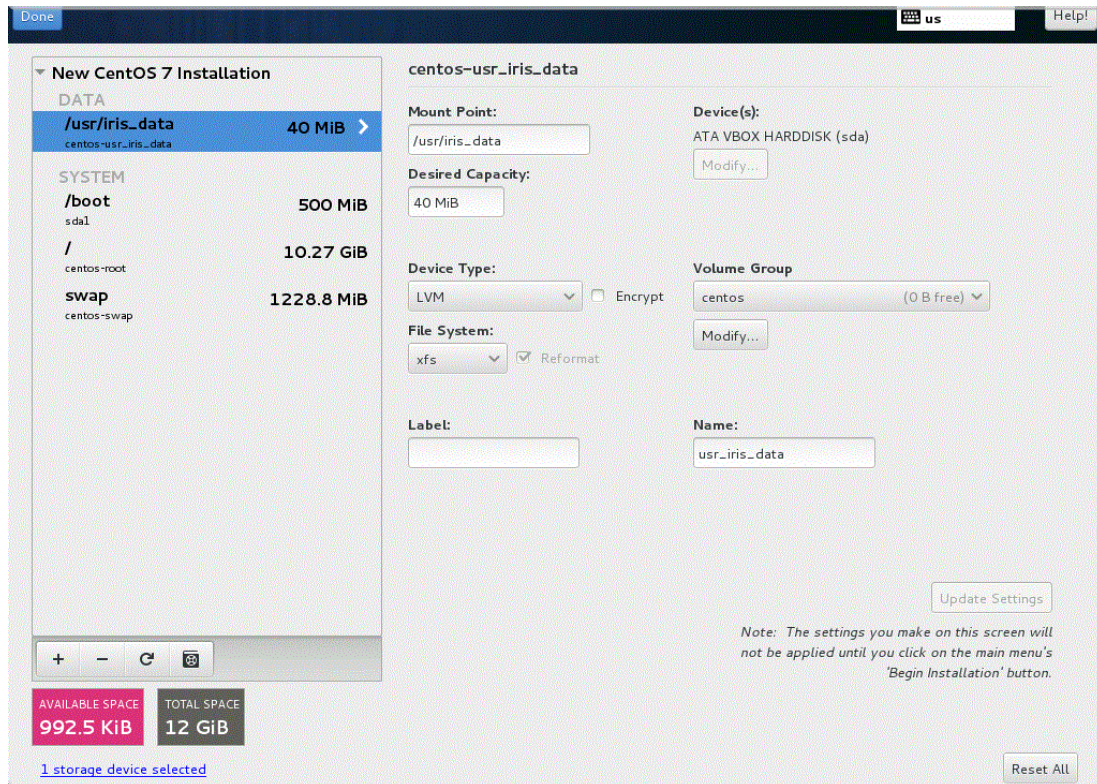 Done
us
Help!
New CentOS 7 Installation
DATA
/usr/iris_data
40 MiB
centos-usr_iris_data
SYSTEM
/boot
500 MiB
sda1
/
10.27 GiB
centos-root
swap
1228.8 MiB
centos-swap
AVAILABLE SPACE
992.5 KiB
TOTAL SPACE
12 GiB
1 storage device selected
centos-usr_iris_data
Mount Point:
/usr/iris_data
Desired Capacity:
40 MiB
Device(s):
ATA VBOX HARDDISK (sda)
Modify...
Device Type:
LVM
Encrypt
File System:
xfs
Reformat
Volume Group
centos (0 B free)
Modify...
Label:
Name:
usr_iris_data
Update Settings
Note: The settings you make on this screen will
not be applied until you click on the main menu's
'Begin Installation' button.
Reset All